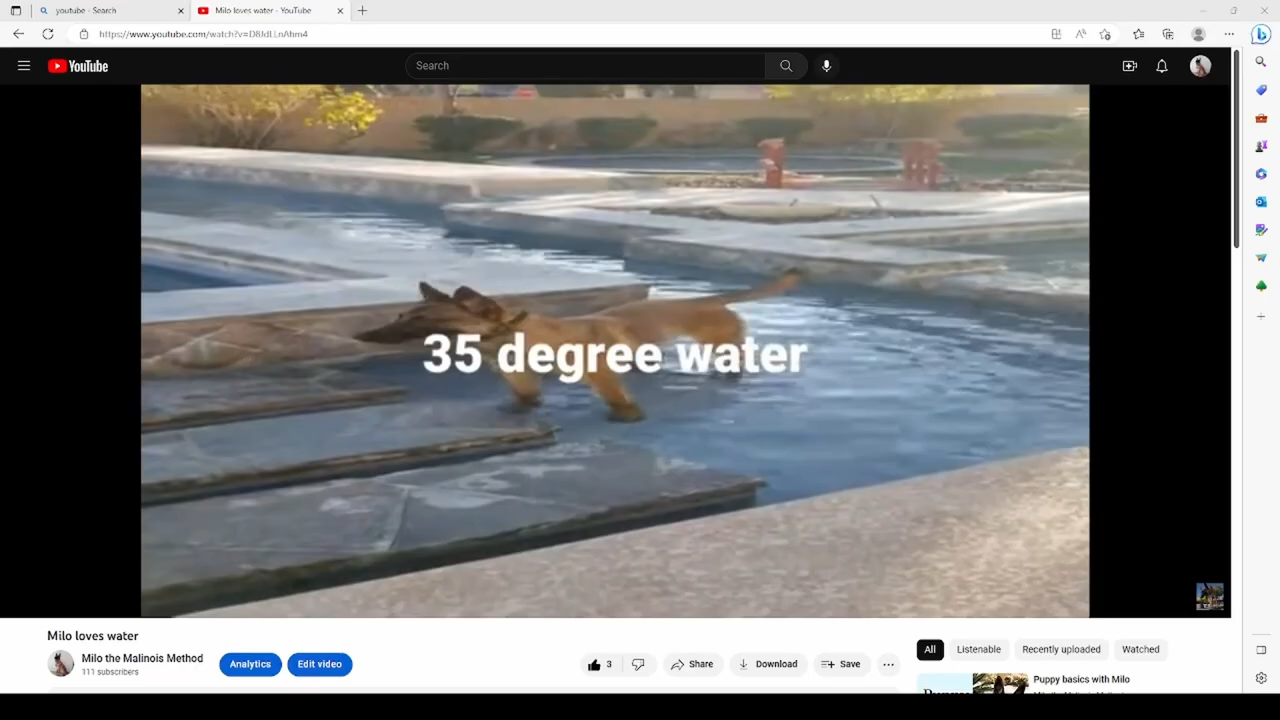 youtube - Search
Milo loves water - YouTube
https://www.youtube.com/watch?v=D8JdLLnAhm4
YouTube
Search
35 degree water
Milo loves water
Milo the Malinois Method
111 subscribers
Analytics
Edit video
3
Share
Download
Save
All
Listenable
Recently uploaded
Watched
Puppy basics with Milo